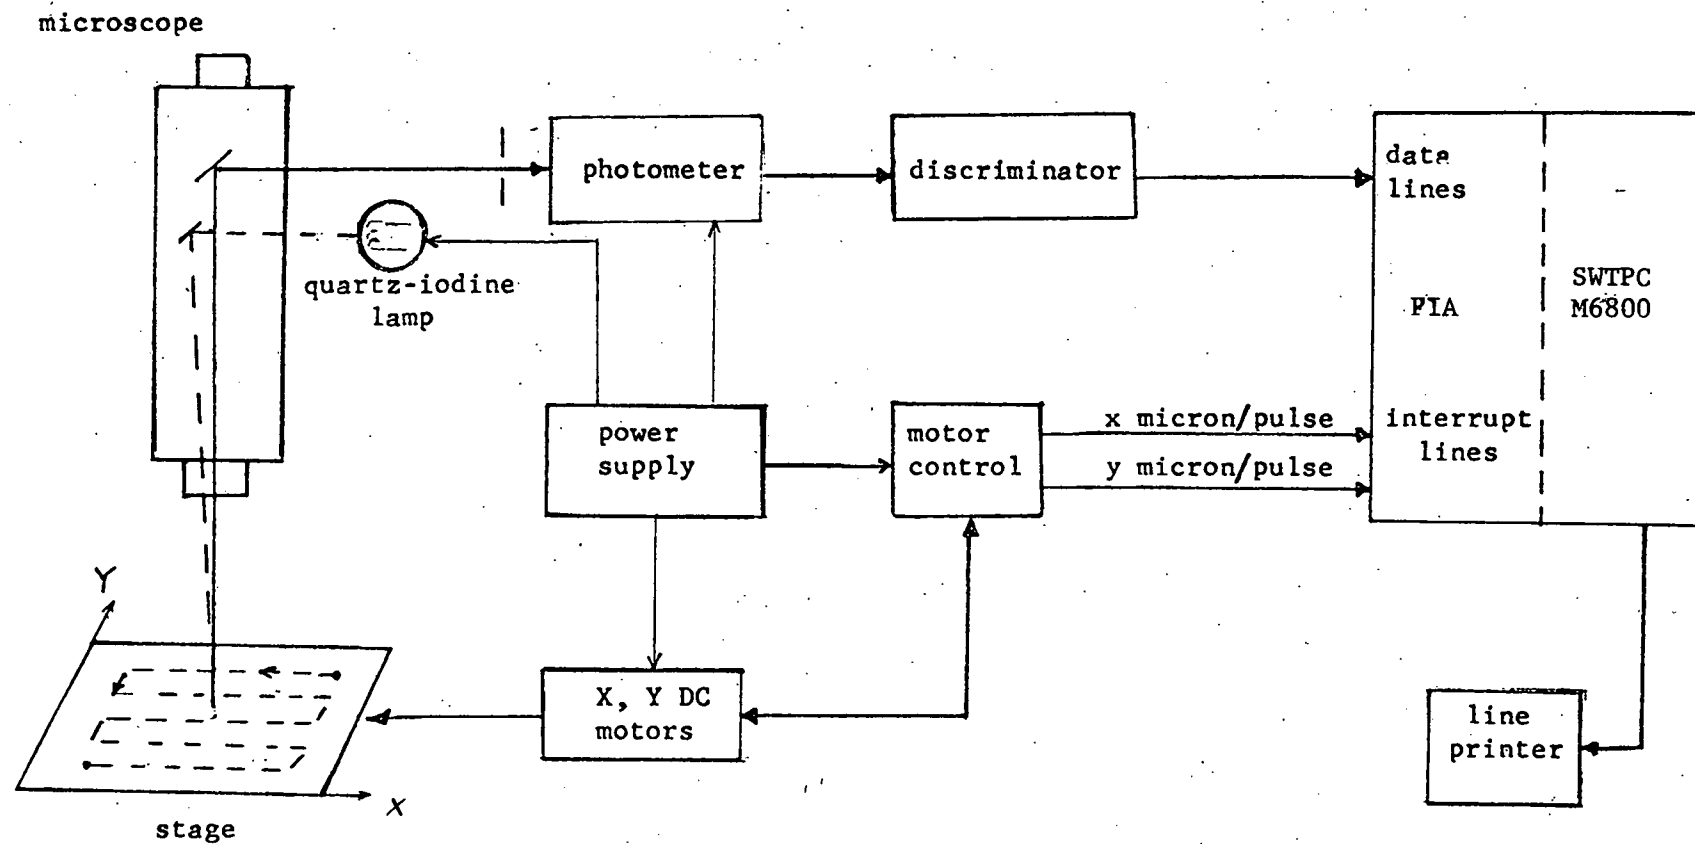 microscope
photometer
discriminator
data
lines
quartz-iodine
lamp
PIA
SWTPC
M6800
power
supply
motor
control
x micron/pulse
y micron/pulse
interrupt
lines
Y
X, Y DC
motors
line
printer
X
stage